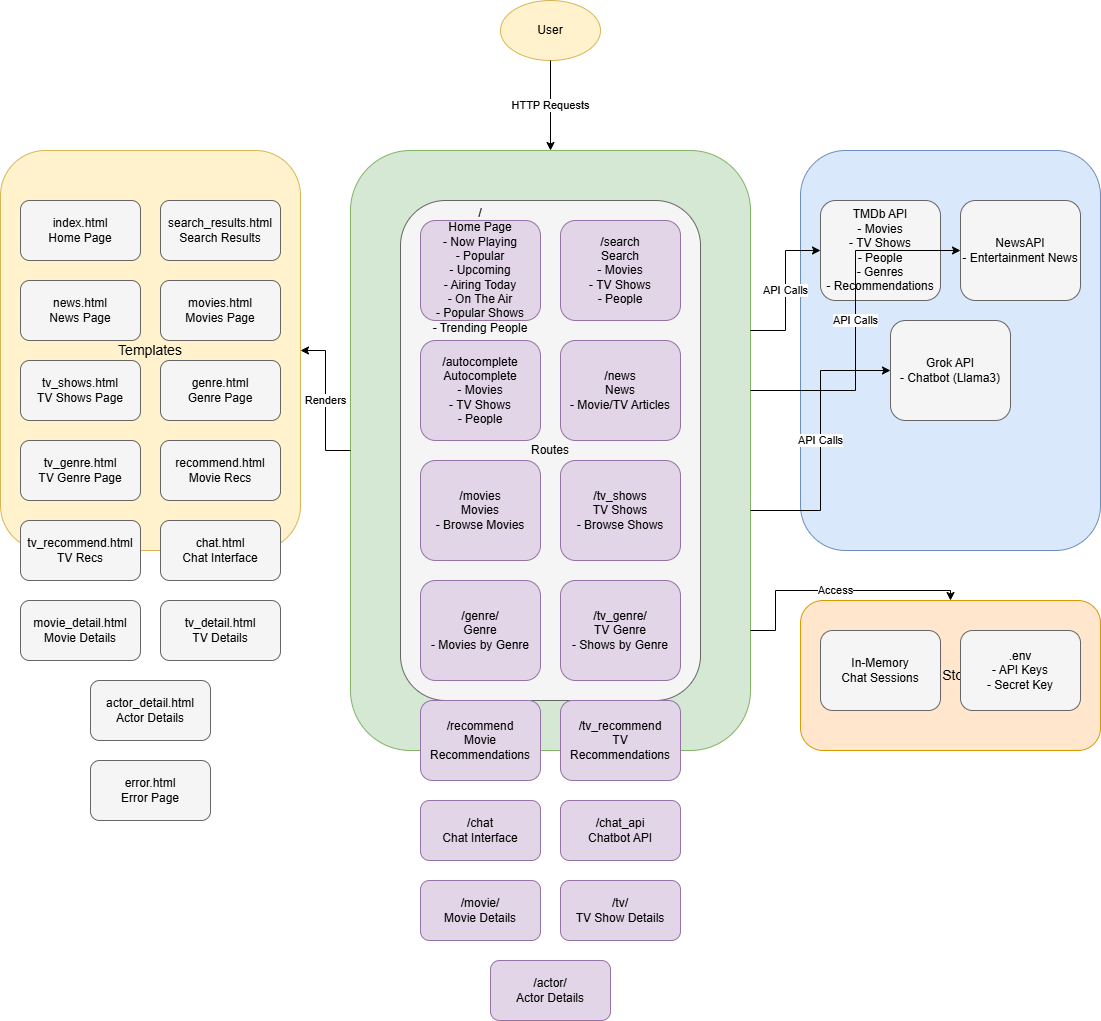 User
HTTP Requests
index.html
Home Page
search_results.html
Search Results
news.html
News Page
movies.html
Movies Page
Templates
tv_shows.html
TV Shows Page
genre.html
Genre Page
tv_genre.html
TV Genre Page
recommend.html
Movie Recs
tv_recommend.html
TV Recs
chat.html
Chat Interface
movie_detail.html
Movie Details
tv_detail.html
TV Details
actor_detail.html
Actor Details
error.html
Error Page
Renders
/
Home Page
- Now Playing
- Popular
- Upcoming
- Airing Today
- On The Air
- Popular Shows
- Trending People
/search
Search
- Movies
- TV Shows
- People
/autocomplete
Autocomplete
- Movies
- TV Shows
- People
/news
News
- Movie/TV Articles
Routes
/movies
Movies
- Browse Movies
/tv_shows
TV Shows
- Browse Shows
/genre/
Genre
- Movies by Genre
/tv_genre/
TV Genre
- Shows by Genre
/recommend
Movie
Recommendations
/tv_recommend
TV
Recommendations
/chat
Chat Interface
/chat_api
Chatbot API
/movie/
Movie Details
/tv/
TV Show Details
/actor/
Actor Details
API Calls
API Calls
API Calls
TMDb API
- Movies
- TV Shows
- People
- Genres
- Recommendations
NewsAPI
- Entertainment News
Grok API
- Chatbot (Llama3)
Access
In-Memory
Chat Sessions
.env
- API Keys
- Secret Key